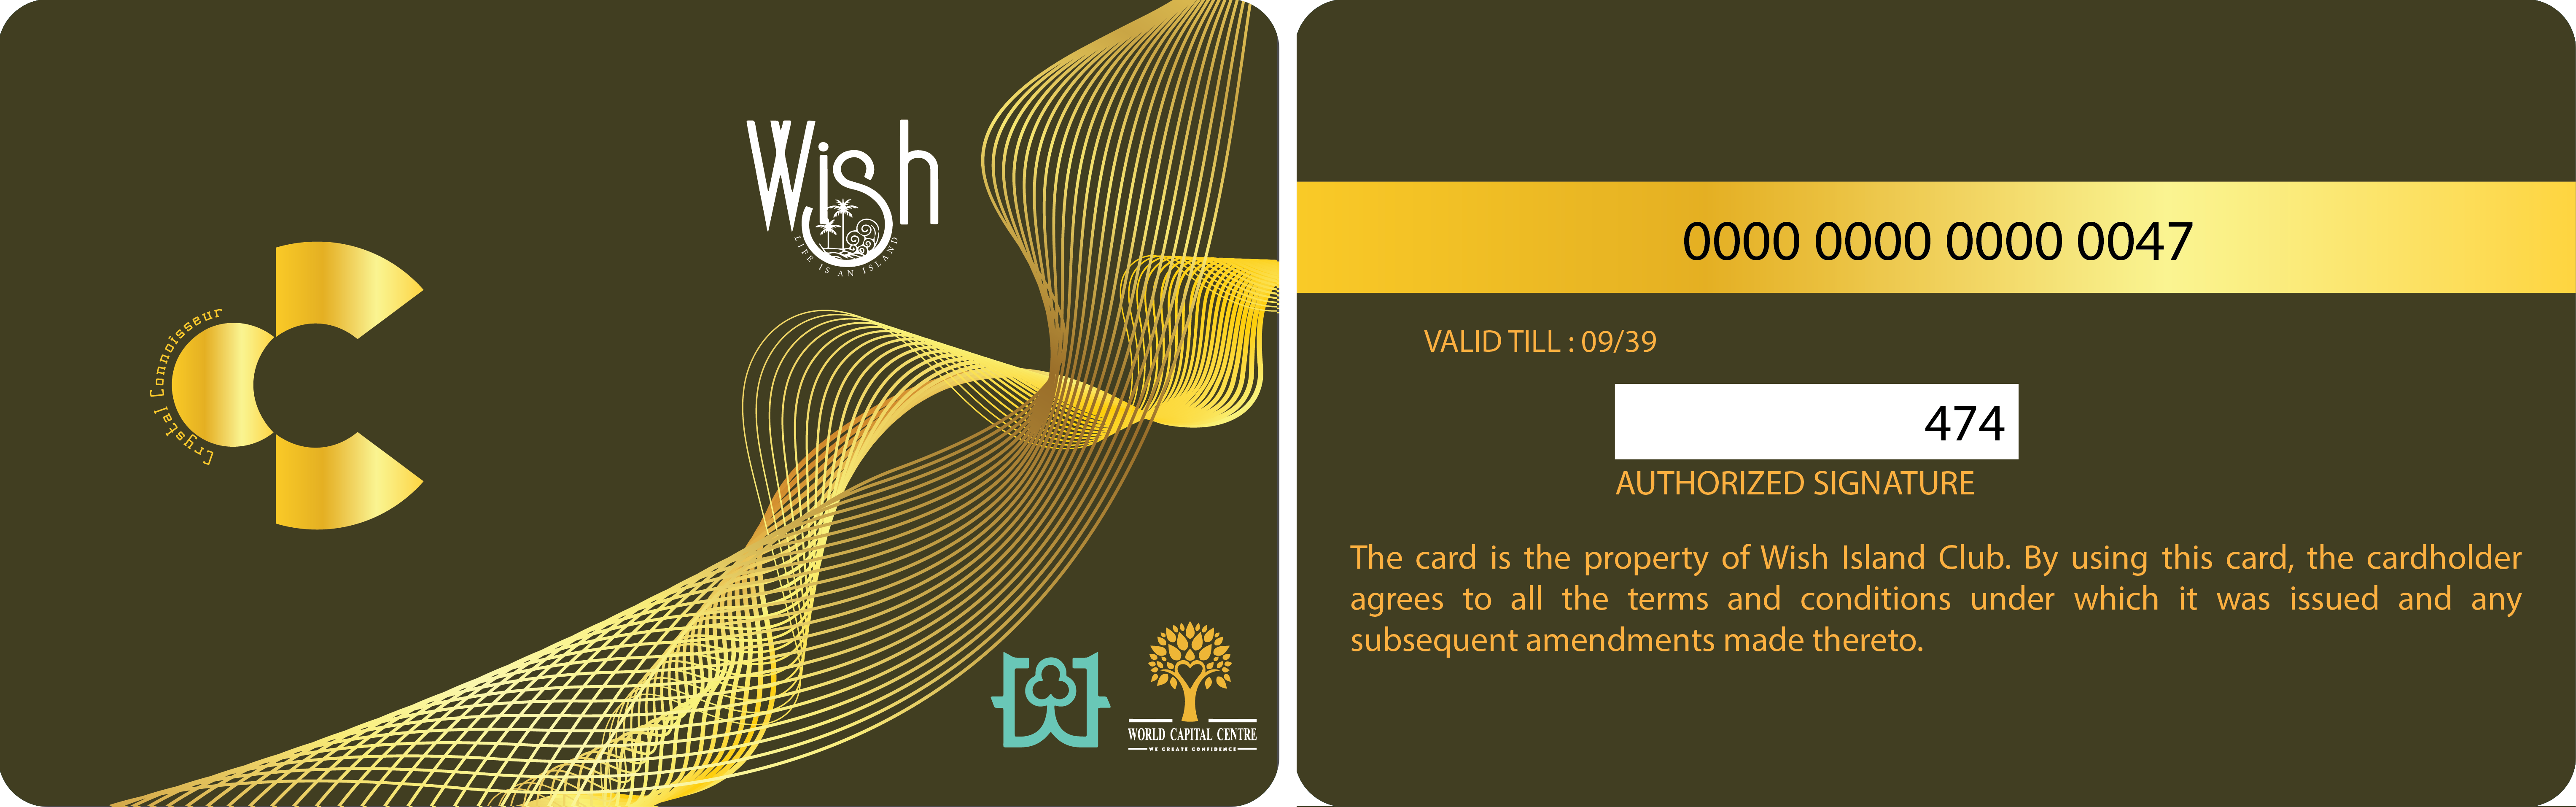 Wish
LIFE IS AN ISLAND
Crystal Connoisseur
WORLD CAPITAL CENTRE
WE CREATE CONFIDENCE
0000 0000 0000 0047
VALID TILL : 09/39
474
AUTHORIZED SIGNATURE
The card is the property of Wish Island Club. By using this card, the cardholder
agrees to all the terms and conditions under which it was issued and any
subsequent amendments made thereto.